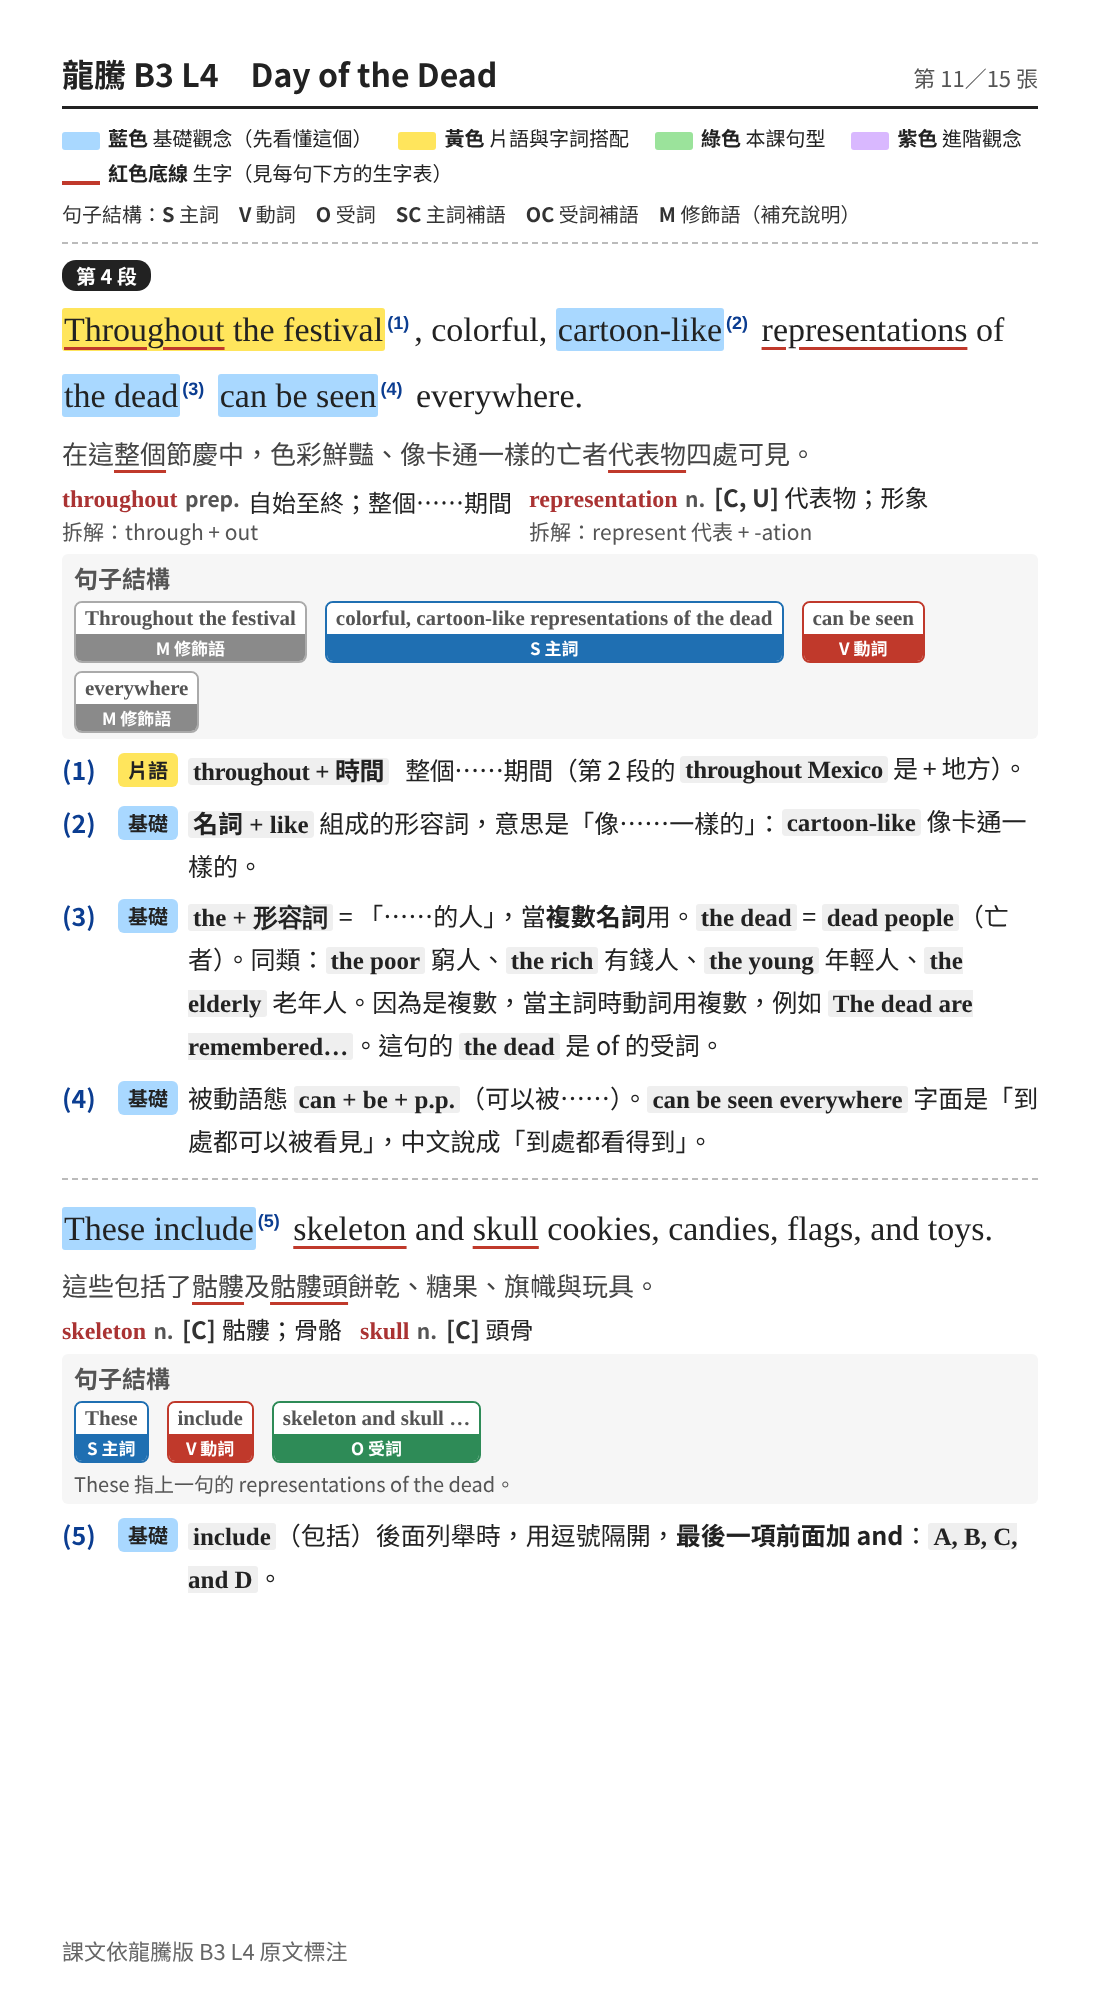 龍騰 B3 L4　Day of the Dead
第 11／15 張
藍色 基礎觀念（先看懂這個）　黃色 片語與字詞搭配　綠色 本課句型　紫色 進階觀念
紅色底線 生字（見每句下方的生字表）
句子結構：S 主詞　V 動詞　O 受詞　SC 主詞補語　OC 受詞補語　M 修飾語（補充說明）
第 4 段
Throughout the festival(1), colorful, cartoon-like(2) representations of
the dead(3) can be seen(4) everywhere.
在這整個節慶中，色彩鮮豔、像卡通一樣的亡者代表物四處可見。
throughout prep. 自始至終；整個……期間　representation n. [C, U] 代表物；形象
拆解：through + out　拆解：represent 代表 + -ation
句子結構
Throughout the festival　colorful, cartoon-like representations of the dead　can be seen
M 修飾語　S 主詞　V 動詞
everywhere
M 修飾語
(1) 片語 throughout + 時間 整個……期間（第 2 段的 throughout Mexico 是 + 地方）。
(2) 基礎 名詞 + like 組成的形容詞，意思是「像……一樣的」：cartoon-like 像卡通一
樣的。
(3) 基礎 the + 形容詞 = 「……的人」，當複數名詞用。the dead = dead people（亡
者）。同類：the poor 窮人、the rich 有錢人、the young 年輕人、the
elderly 老年人。因為是複數，當主詞時動詞用複數，例如 The dead are
remembered…。這句的 the dead 是 of 的受詞。
(4) 基礎 被動語態 can + be + p.p.（可以被……）。can be seen everywhere 字面是「到
處都可以被看見」，中文說成「到處都看得到」。
These include(5) skeleton and skull cookies, candies, flags, and toys.
這些包括了骷髏及骷髏頭餅乾、糖果、旗幟與玩具。
skeleton n. [C] 骷髏；骨骼　skull n. [C] 頭骨
句子結構
These　include　skeleton and skull …
S 主詞　V 動詞　O 受詞
These 指上一句的 representations of the dead。
(5) 基礎 include（包括）後面列舉時，用逗號隔開，最後一項前面加 and：A, B, C,
and D。
課文依龍騰版 B3 L4 原文標注